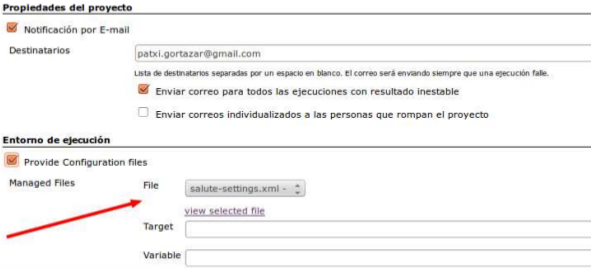 Propiedades del proyecto
Notificación por E-mail
Destinatarios
patxi.gortazar@gmail.com
Lista de destinatarios separadas por un espacio en blanco. El correo será enviando siempre que una ejecución falle.
Enviar correo para todos las ejecuciones con resultado inestable
Enviar correos individualizados a las personas que rompan el proyecto
Entorno de ejecución
Provide Configuration files
Managed Files
File
salute-settings.xml -
view selected file
Target
Variable